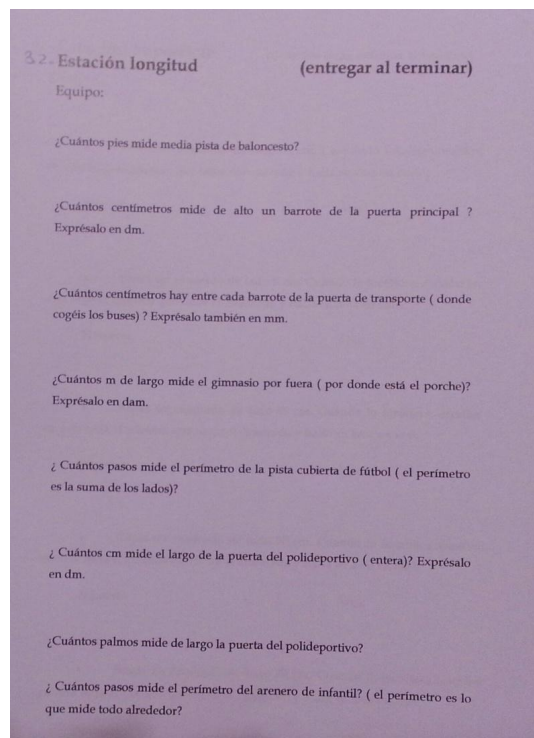 32. Estación longitud (entregar al terminar)
Equipo:
¿Cuántos pies mide media pista de baloncesto?
¿Cuántos centímetros mide de alto un barrote de la puerta principal ?
Exprésalo en dm.
¿Cuántos centímetros hay entre cada barrote de la puerta de transporte ( donde
cogéis los buses) ? Exprésalo también en mm.
¿Cuántos m de largo mide el gimnasio por fuera ( por donde está el porche)?
Exprésalo en dam.
¿ Cuántos pasos mide el perímetro de la pista cubierta de fútbol ( el perímetro
es la suma de los lados)?
¿ Cuántos cm mide el largo de la puerta del polideportivo ( entera)? Exprésalo
en dm.
¿Cuántos palmos mide de largo la puerta del polideportivo?
¿ Cuántos pasos mide el perímetro del arenero de infantil? ( el perímetro es lo
que mide todo alrededor?